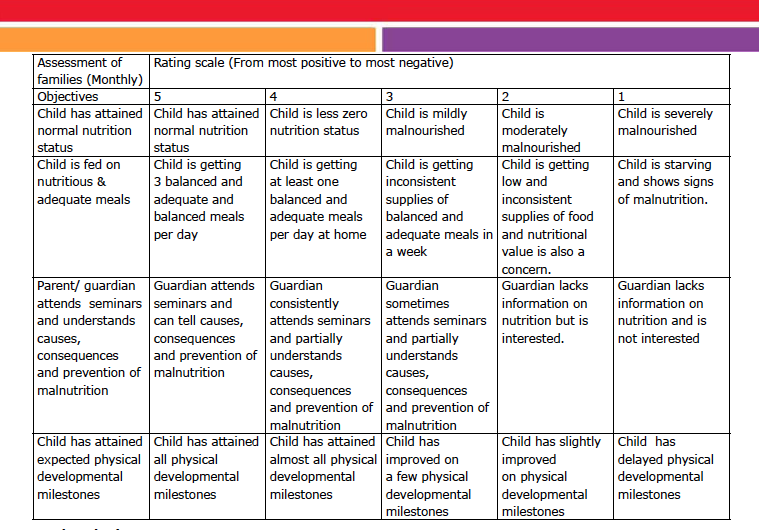 Assessment of
families (Monthly)
Rating scale (From most positive to most negative)
Objectives
5
4
3
2
1
Child has attained
normal nutrition
status
Child has attained
normal nutrition
status
Child is less zero
nutrition status
Child is mildly
malnourished
Child is
moderately
malnourished
Child is severely
malnourished
Child is fed on
nutritious &
adequate meals
Child is getting
3 balanced and
adequate and
balanced meals
per day
Child is getting
at least one
balanced and
adequate meals
per day at home
Child is getting
inconsistent
supplies of
balanced and
adequate meals in
a week
Child is getting
low and
inconsistent
supplies of food
and nutritional
value is also a
concern.
Child is starving
and shows signs
of malnutrition.
Parent/ guardian
attends seminars
and understands
causes,
consequences
and prevention of
malnutrition
Guardian attends
seminars and
can tell causes,
consequences
and prevention of
malnutrition
Guardian
consistently
attends seminars
and partially
understands
causes,
consequences
and prevention of
malnutrition
Guardian
sometimes
attends seminars
and partially
understands
causes,
consequences
and prevention of
malnutrition
Guardian lacks
information on
nutrition but is
interested.
Guardian lacks
information on
nutrition and is
not interested
Child has attained
expected physical
developmental
milestones
Child has attained
all physical
developmental
milestones
Child has attained
almost all physical
developmental
milestones
Child has
improved on
a few physical
developmental
milestones
Child has slightly
improved
on physical
developmental
milestones
Child has
delayed physical
developmental
milestones